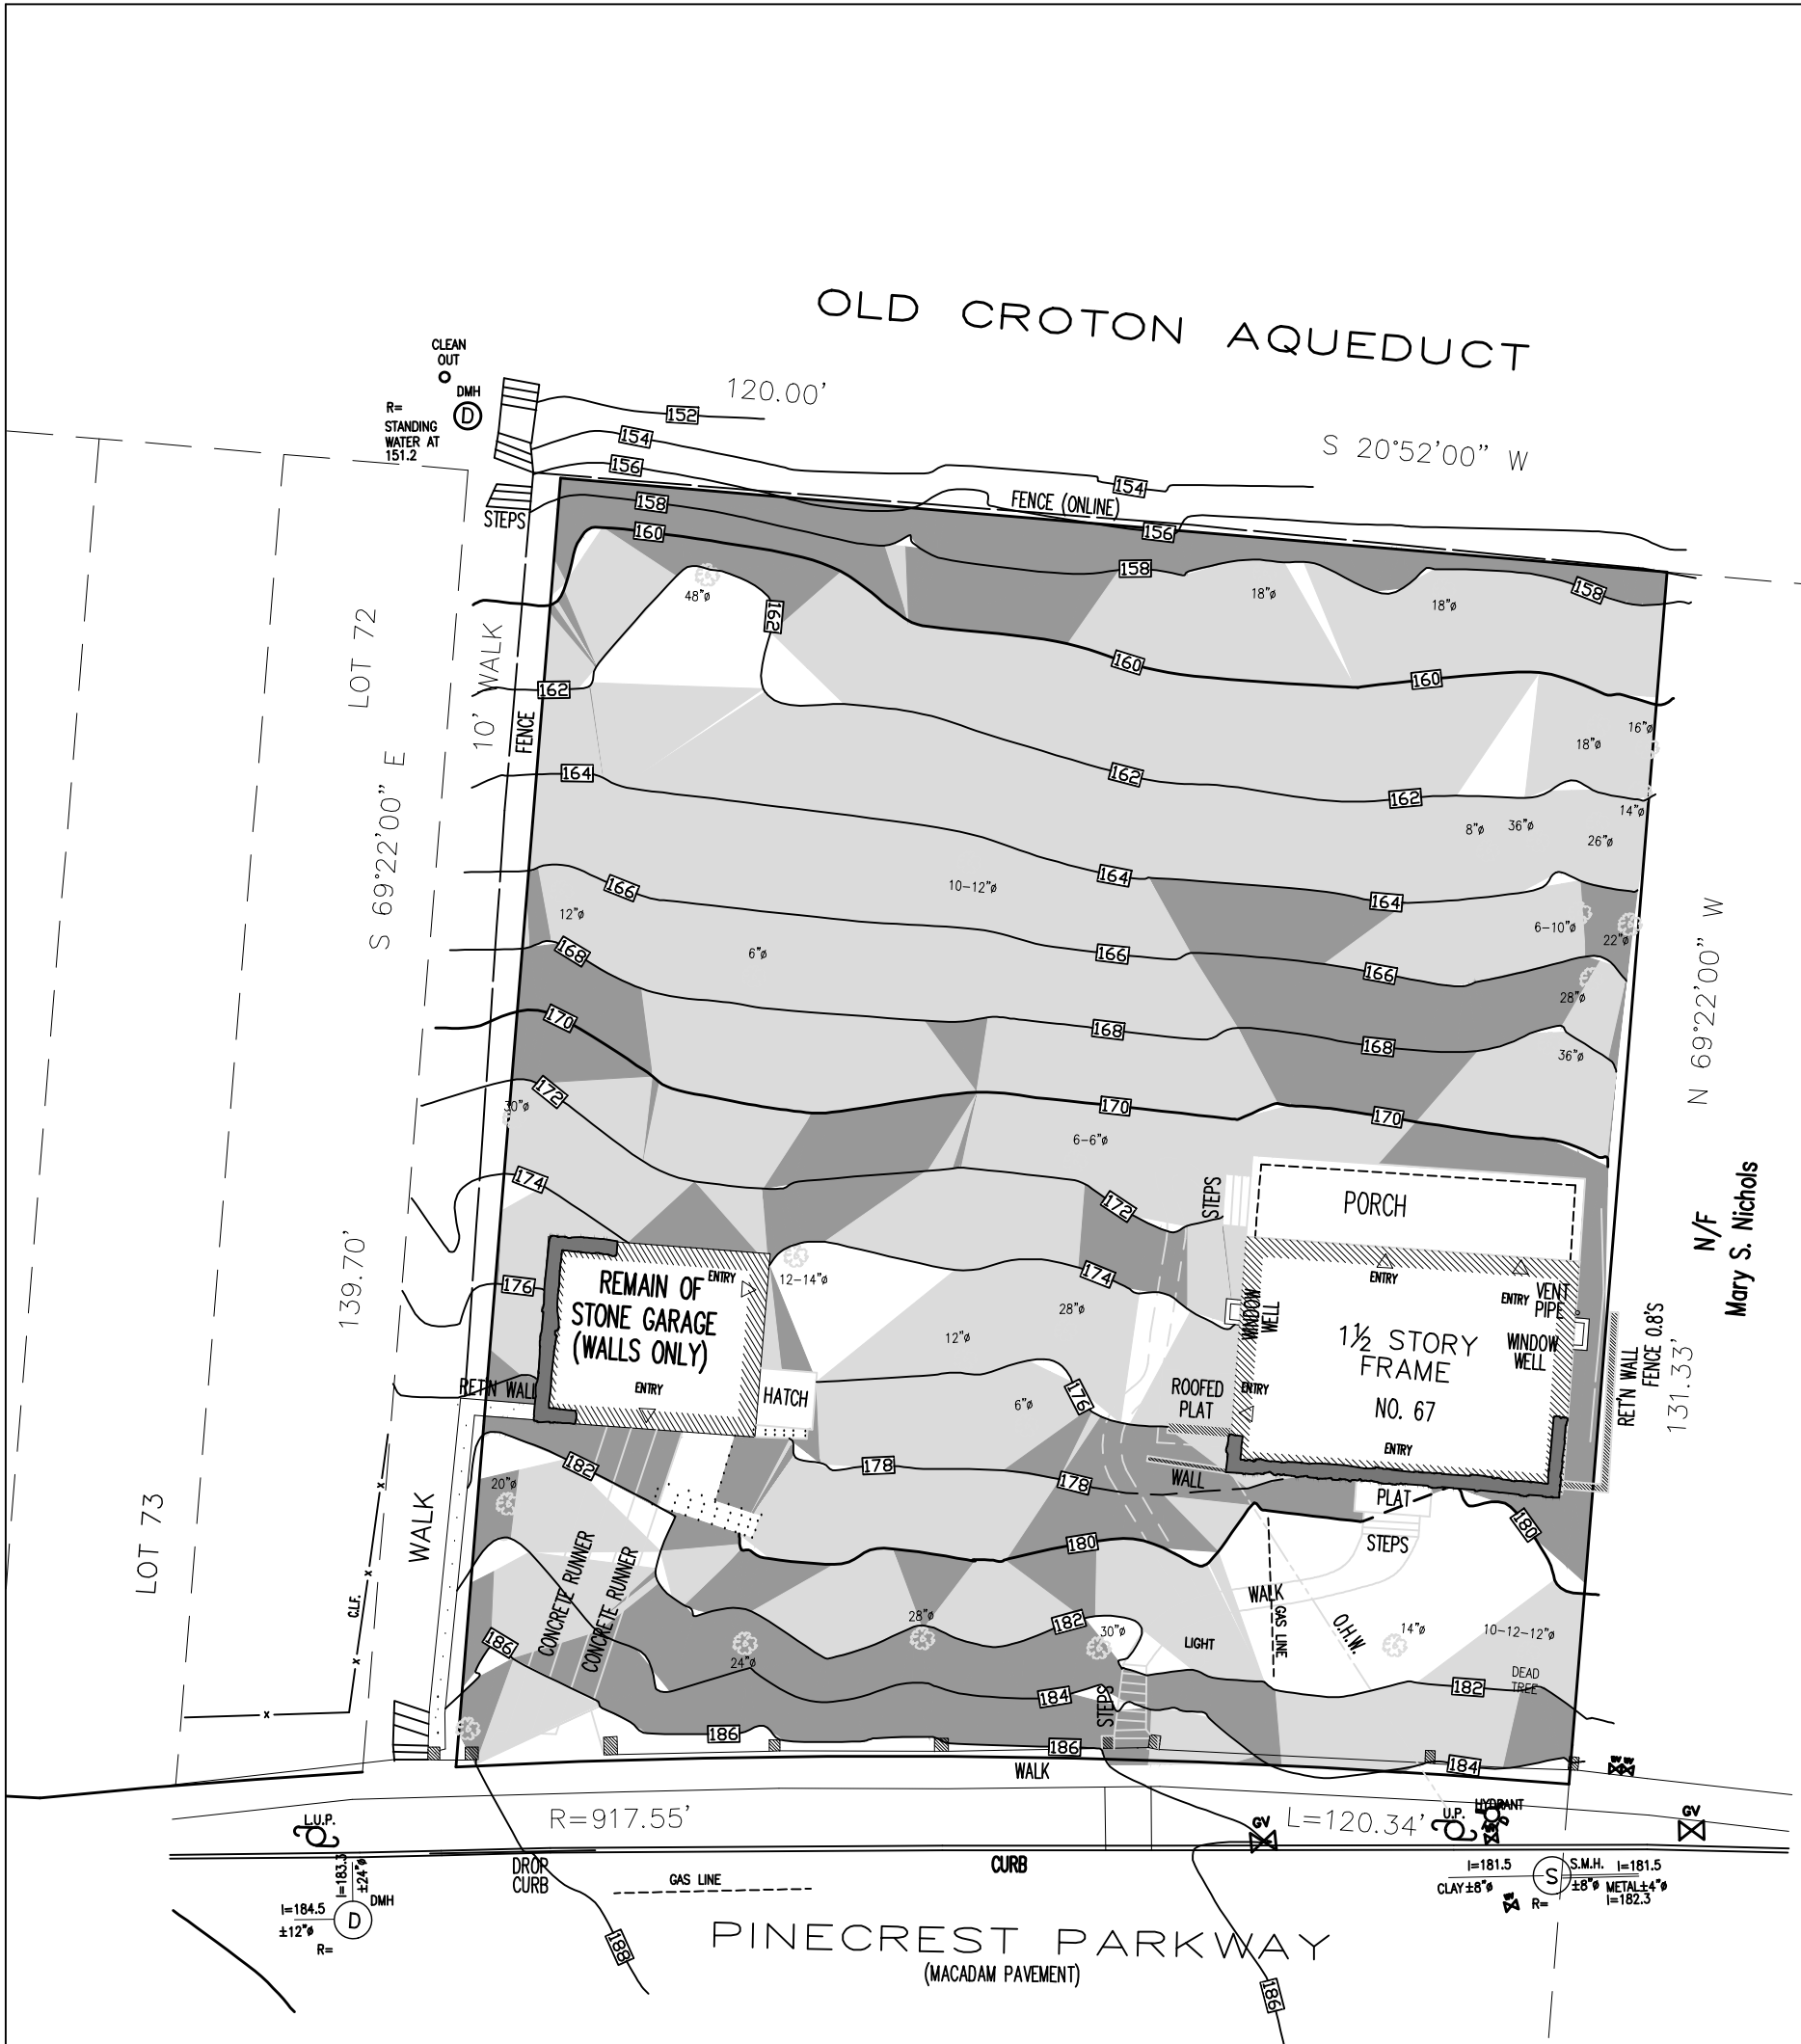 OLD CROTON AQUEDUCT
CLEAN
OUT
DMH
D
R=
STANDING
WATER AT
151.2
120.00'
S 20°52'00" W
152
154
156
154
FENCE (ONLINE)
156
STEPS
158
160
158
158
48"ø
162
18"ø
18"ø
160
160
LOT 72
10' WALK
FENCE
162
16"ø
18"ø
164
162
162
14"ø
8"ø
36"ø
26"ø
S 69°22'00" E
166
10-12"ø
164
164
12"ø
6-10"ø
22"ø
N 69°22'00" W
168
6"ø
166
166
28"ø
170
168
168
36"ø
172
30"ø
170
170
6-6"ø
174
172
STEPS
PORCH
N/F
Mary S. Nichols
139.70'
176
REMAIN OF
STONE GARAGE
(WALLS ONLY)
ENTRY
ENTRY
12-14"ø
174
28"ø
12"ø
WINDOW
WELL
ENTRY
ENTRY
VENT
PIPE
1½ STORY
FRAME
NO. 67
WINDOW
WELL
RET'N WALL
FENCE 0.8'S
131.33'
RET'N WALL
HATCH
6"ø
176
ROOFED
PLAT
ENTRY
ENTRY
182
178
178
WALL
PLAT
20"ø
180
STEPS
180
LOT 73
WALK
C.L.F.
x
x
x
x
CONCRETE RUNNER
CONCRETE RUNNER
WALK
GAS LINE
O.H.W.
28"ø
182
30"ø
LIGHT
14"ø
10-12-12"ø
186
24"ø
DEAD
TREE
184
STEPS
182
186
186
184
WALK
R=917.55'
L=120.34'
L.U.P.
GV
U.P.
HYDRANT
GV
DROP
CURB
CURB
GAS LINE
I=183.3
±24"ø
I=184.5
±12"ø
DMH
D
R=
I=181.5
CLAY±8"ø
S
S.M.H.
I=181.5
±8"ø
METAL±4"ø
I=182.3
R=
188
PINECREST PARKWAY
(MACADAM PAVEMENT)
186